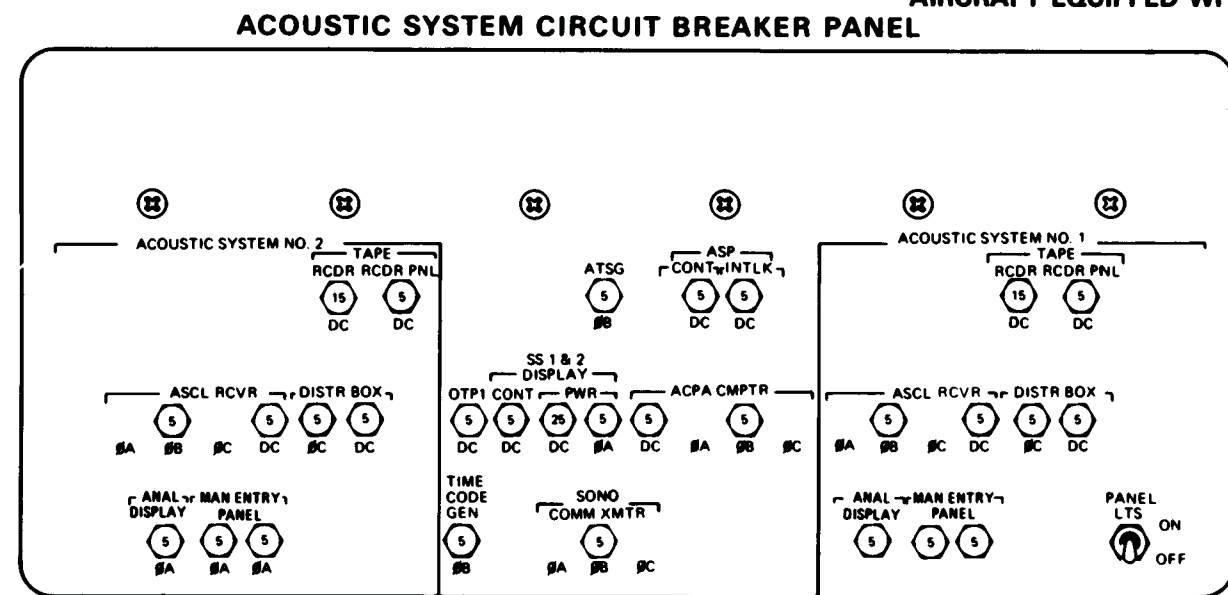 AIRCRAFT EQUIPPED WI
ACOUSTIC SYSTEM CIRCUIT BREAKER PANEL
ACOUSTIC SYSTEM NO. 2
TAPE
RCDR RCDR PNL
15 5
DC DC
ASCL RCVR DISTR BOX
5 5 5 5
ØA ØB ØC DC ØC DC
ANAL MAN ENTRY
DISPLAY PANEL
5 5 5
ØA ØA ØA
ATSG
5
ØB
ASP
CONT INTLK
5 5
DC DC
SS 1 & 2
DISPLAY
OTP1 CONT PWR ACPA CMPTR
5 5 25 5 5 5
DC DC DC ØA DC ØA ØB ØC
TIME
CODE
GEN
5
ØB
SONO
COMM XMTR
5
ØA ØB ØC
ACOUSTIC SYSTEM NO. 1
TAPE
RCDR RCDR PNL
15 5
DC DC
ASCL RCVR DISTR BOX
5 5 5 5
ØA ØB ØC DC ØC DC
ANAL MAN ENTRY
DISPLAY PANEL
5 5 5
PANEL
LTS
ON
OFF